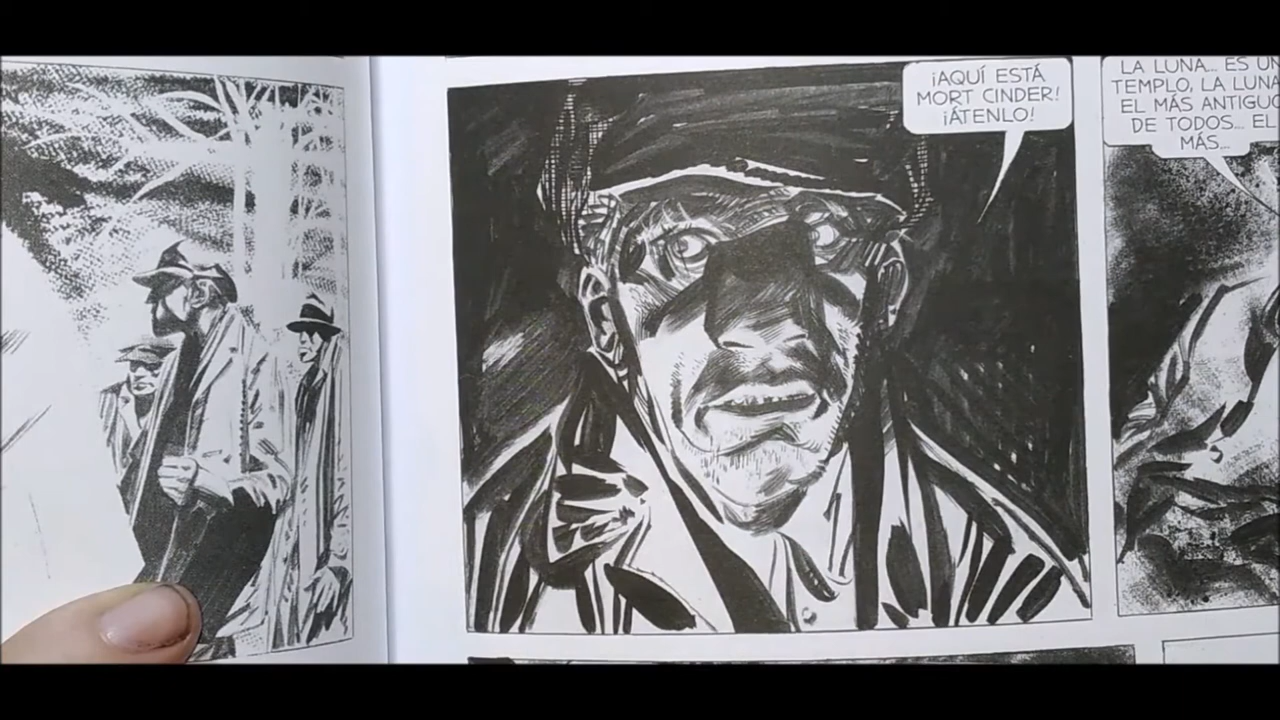 ¡AQUÍ ESTÁ
MORT CINDER!
¡ÁTENLO!
LA LUNA... ES UN
TEMPLO, LA LUNA
EL MÁS ANTIGUO
DE TODOS... EL
MÁS...